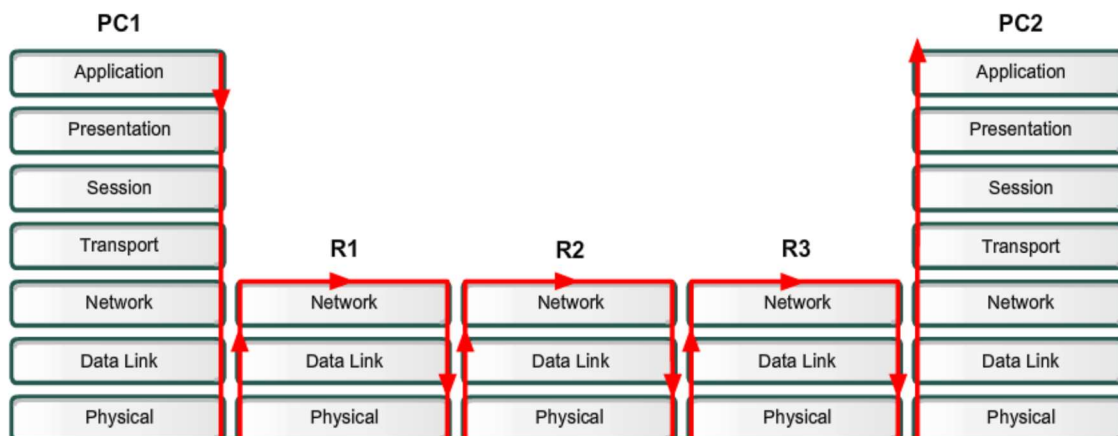 PC1
PC2
Application
Application
Presentation
Presentation
Session
Session
Transport
R1
R2
R3
Transport
Network
Network
Network
Network
Network
Data Link
Data Link
Data Link
Data Link
Data Link
Physical
Physical
Physical
Physical
Physical